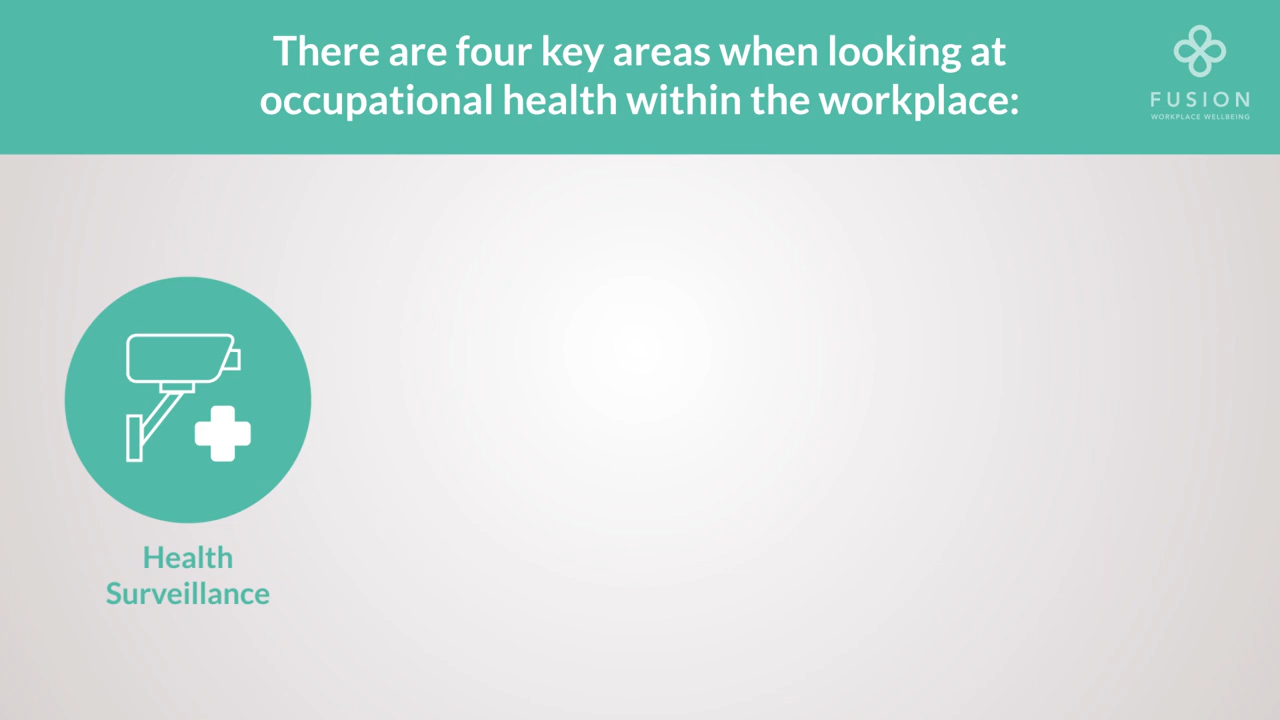 There are four key areas when looking at
occupational health within the workplace:
FUSION
WORKPLACE WELLBEING
Health
Surveillance